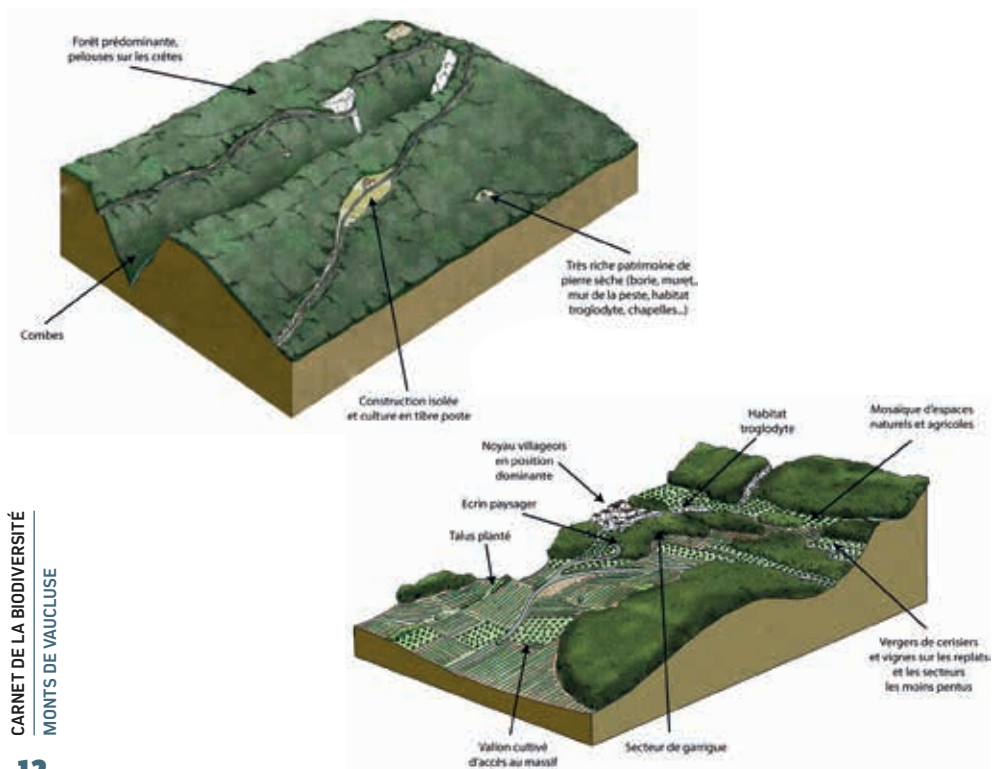 Forêt prédominante,
pelouses sur les crêtes
Très riche patrimoine de
pierre sèche (borie, muret,
mur de la peste, habitat
troglodyte, chapelles...)
Combes
Construction isolée
et culture en tibre poste
Noyau villageois
en position
dominante
Habitat
troglodyte
Mosaïque d'espaces
naturels et agricoles
Ecrin paysager
Talus planté
Vergers de cerisiers
et vignes sur les replats
et les secteurs
les moins pentus
Vallon cultivé
d'accès au massif
Secteur de garrigue
CARNET DE LA BIODIVERSITÉ
MONTS DE VAUCLUSE
12